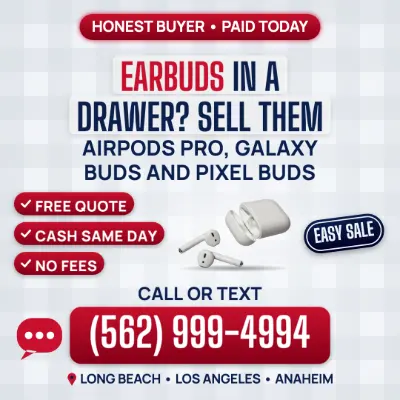 HONEST BUYER • PAID TODAY
EARBUDS IN A
DRAWER? SELL THEM
AIRPODS PRO, GALAXY
BUDS AND PIXEL BUDS
FREE QUOTE
CASH SAME DAY
NO FEES
EASY SALE
CALL OR TEXT
(562) 999-4994
LONG BEACH • LOS ANGELES • ANAHEIM